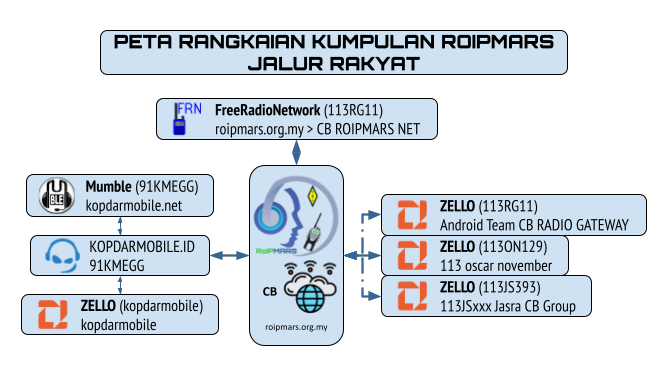 PETA RANGKAIAN KUMPULAN ROIPMARS
JALUR RAKYAT
FRN
FreeRadioNetwork (113RG11)
roipmars.org.my > CB ROIPMARS NET
Mumble (91KMEGG)
kopdarmobile.net
KOPDARMOBILE.ID
91KMEGG
ZELLO (kopdarmobile)
kopdarmobile
RoIPMARS
CB
roipmars.org.my
ZELLO (113RG11)
Android Team CB RADIO GATEWAY
ZELLO (113ON129)
113 oscar november
ZELLO (113JS393)
113JSxxx Jasra CB Group